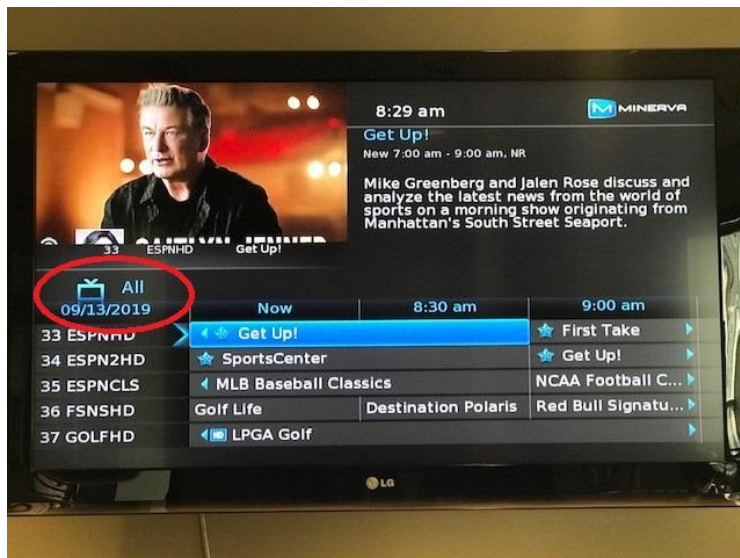 8:29 am
MINERVA
Get Up!
New 7:00 am - 9:00 am, NR
Mike Greenberg and Jalen Rose discuss and
analyze the latest news from the world of
sports on a morning show originating from
Manhattan's South Street Seaport.
CAITLYN JENNER
33 ESPNHD Get Up!
All
09/13/2019 Now 8:30 am 9:00 am
33 ESPNHD Get Up! First Take
34 ESPN2HD SportsCenter Get Up!
35 ESPNCLS MLB Baseball Classics NCAA Football C...
36 FSNSHD Golf Life Destination Polaris Red Bull Signatu...
37 GOLFHD HD LPGA Golf
LG